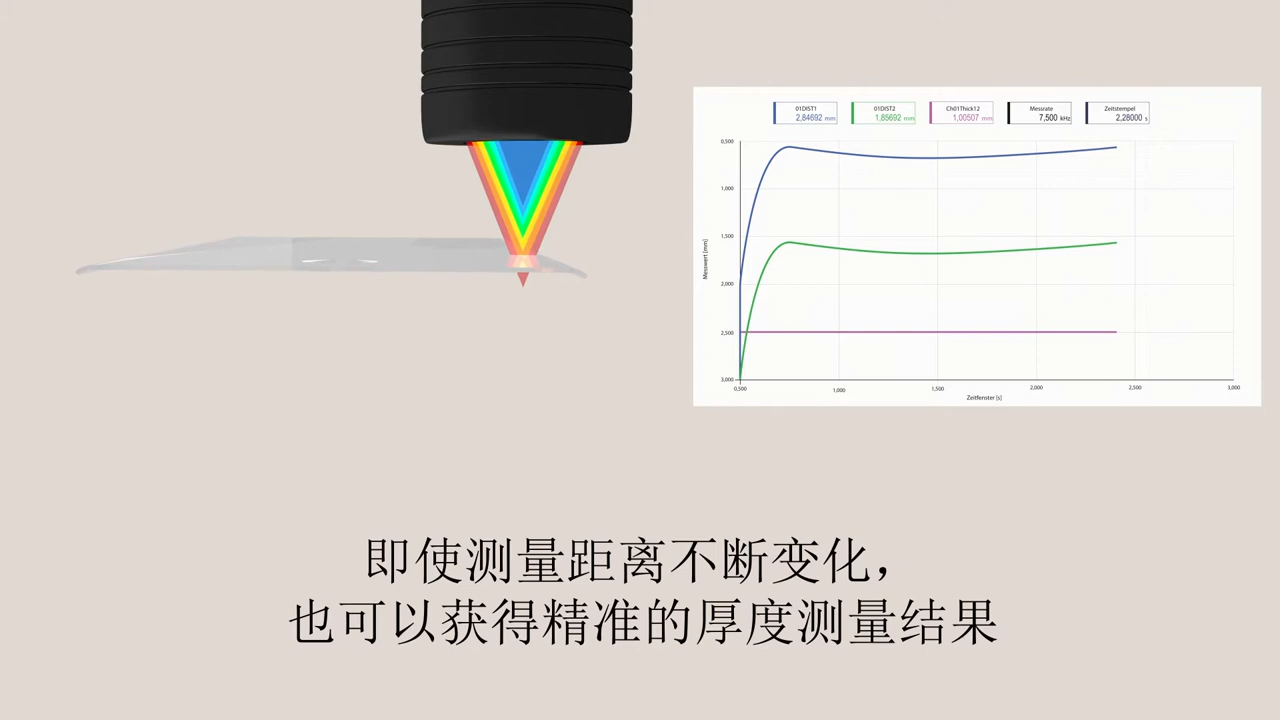 01DIST1
2,84692 mm
01DIST2
1,85692 mm
Ch01Thick12
1,00507 mm
Messrate
7,500 kHz
Zeitstempel
2,28000 s
Messwert [mm]
0,500
1,000
1,500
2,000
2,500
3,000
0,500
1,000
1,500
2,000
2,500
3,000
Zeitfenster [s]
即使测量距离不断变化，
也可以获得精准的厚度测量结果